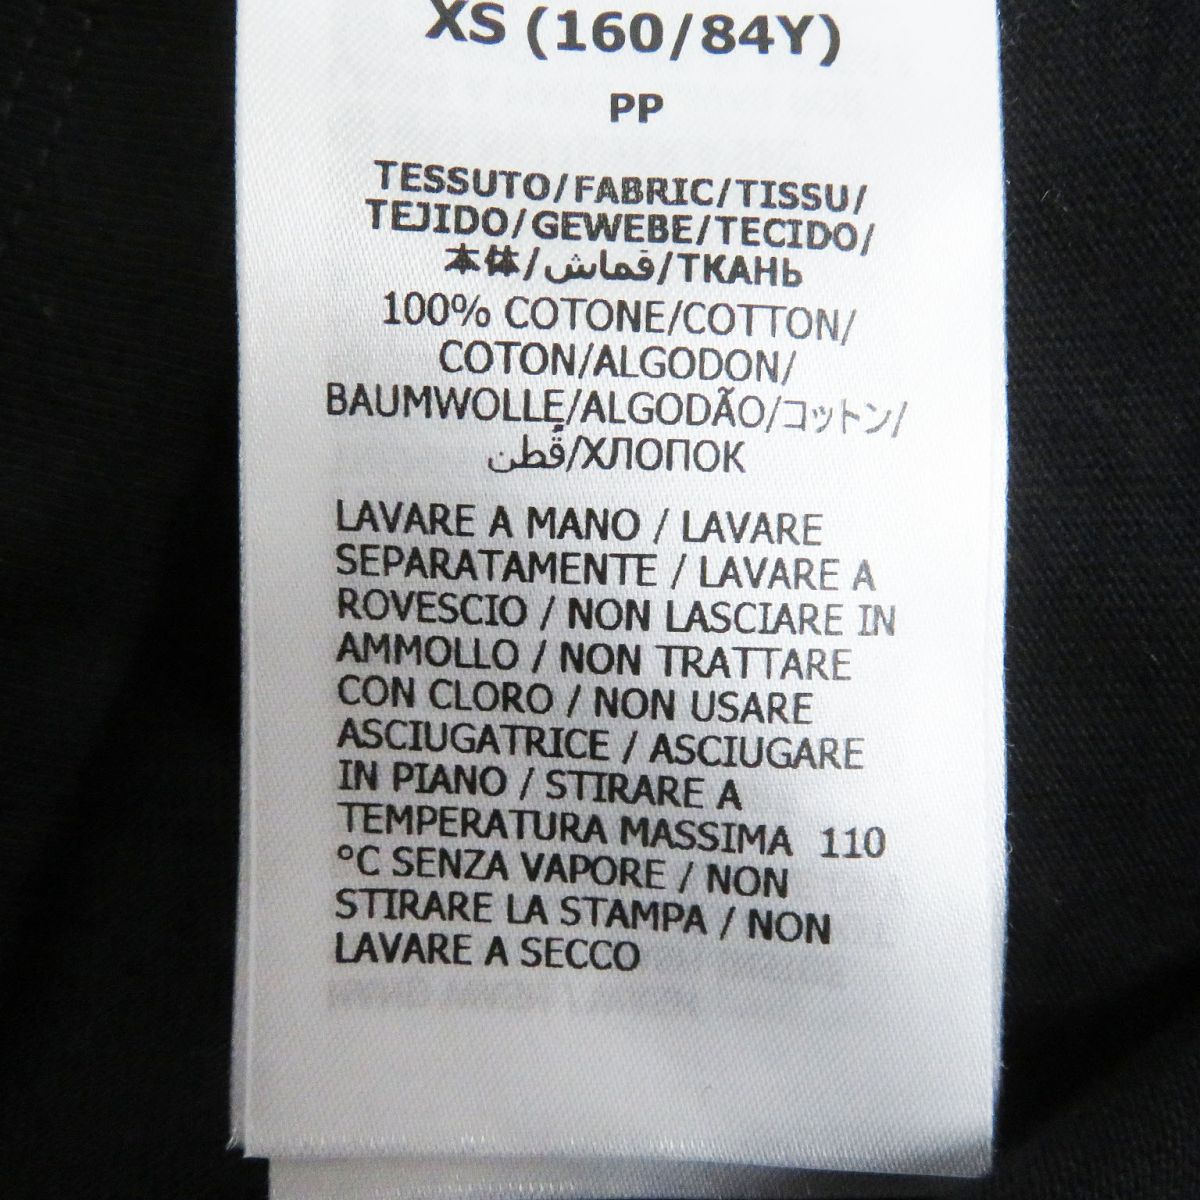 XS (160/84Y)
PP
TESSUTO/FABRIC/TISSU/
TEJIDO/GEWEBE/TECIDO/
本体/قماش/ТКАНЬ
100% COTONE/COTTON/
COTON/ALGODON/
BAUMWOLLE/ALGODÃO/コットン/
قطن/ХЛОПОК
LAVARE A MANO / LAVARE
SEPARATAMENTE / LAVARE A
ROVESCIO / NON LASCIARE IN
AMMOLLO / NON TRATTARE
CON CLORO / NON USARE
ASCIUGATRICE / ASCIUGARE
IN PIANO / STIRARE A
TEMPERATURA MASSIMA 110
°C SENZA VAPORE / NON
STIRARE LA STAMPA / NON
LAVARE A SECCO